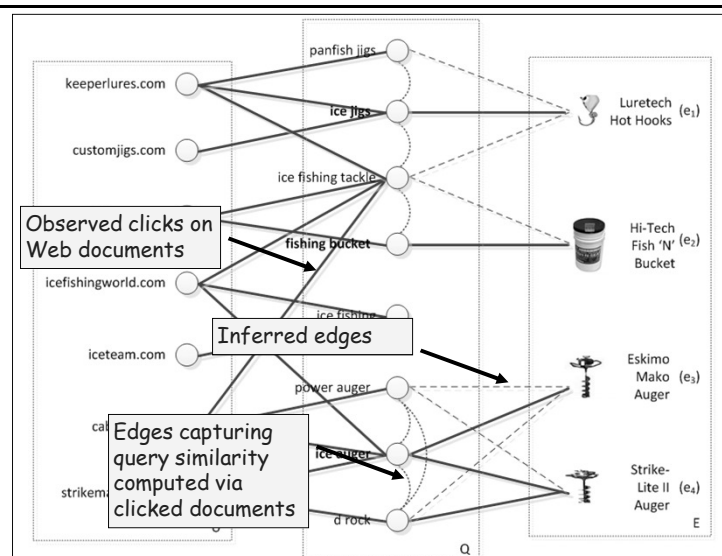 panfish jigs
keeperlures.com
ice jigs
Luretech
Hot Hooks
(e₁)
customjigs.com
ice fishing tackle
Observed clicks on
Web documents
fishing bucket
Hi-Tech
Fish 'N'
Bucket
(e₂)
icefishingworld.com
ice fishing
Inferred edges
iceteam.com
Eskimo
Mako
Auger
(e₃)
power auger
Edges capturing
query similarity
computed via
clicked documents
ice auger
Strike-
Lite II
Auger
(e₄)
d rock
Q
E